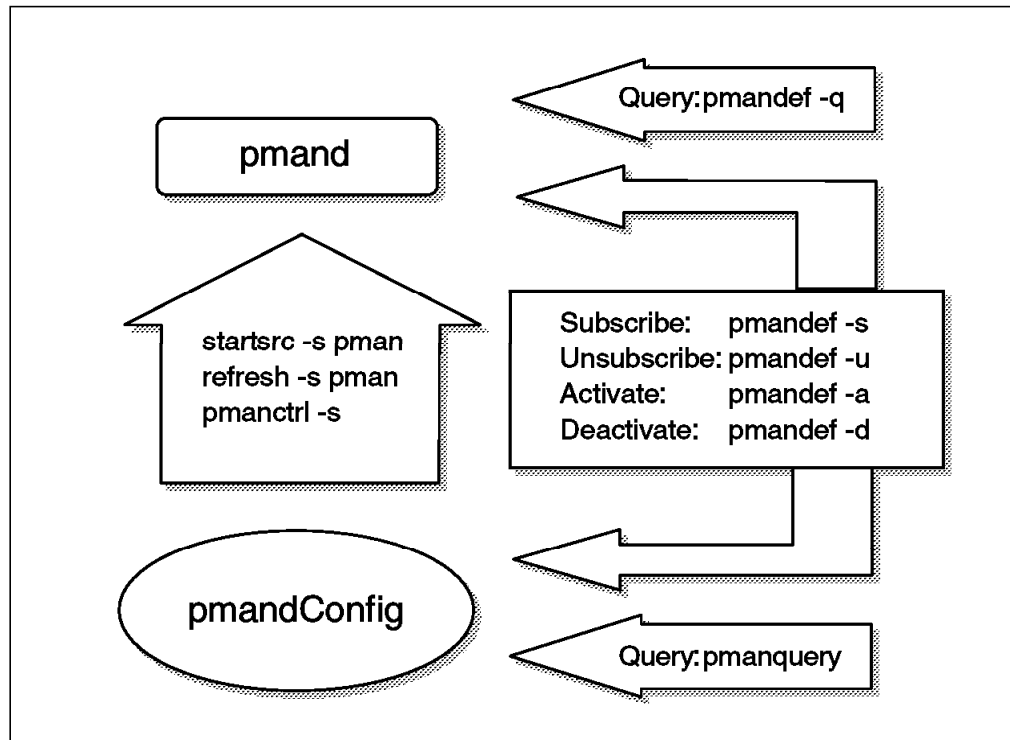 Query:pmandef -q
pmand
startsrc -s pman
refresh -s pman
pmanctrl -s
Subscribe: pmandef -s
Unsubscribe: pmandef -u
Activate: pmandef -a
Deactivate: pmandef -d
pmandConfig
Query:pmanquery